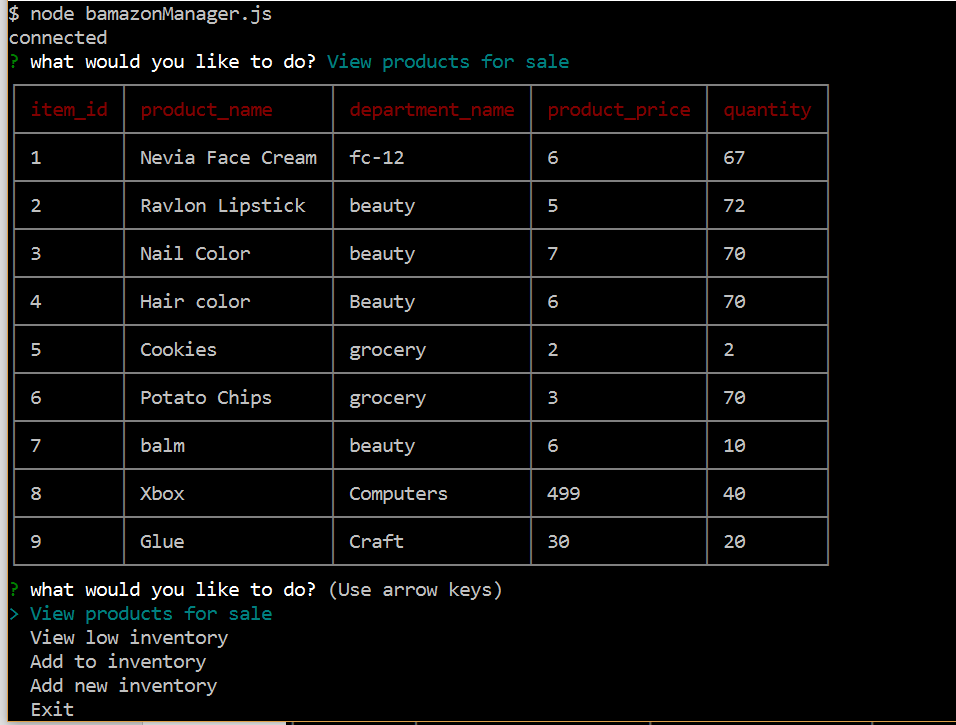 $ node bamazonManager.js
connected
? what would you like to do? View products for sale
item_id product_name department_name product_price quantity
1 Nevia Face Cream fc-12 6 67
2 Ravlon Lipstick beauty 5 72
3 Nail Color beauty 7 70
4 Hair color Beauty 6 70
5 Cookies grocery 2 2
6 Potato Chips grocery 3 70
7 balm beauty 6 10
8 Xbox Computers 499 40
9 Glue Craft 30 20
? what would you like to do? (Use arrow keys)
> View products for sale
View low inventory
Add to inventory
Add new inventory
Exit